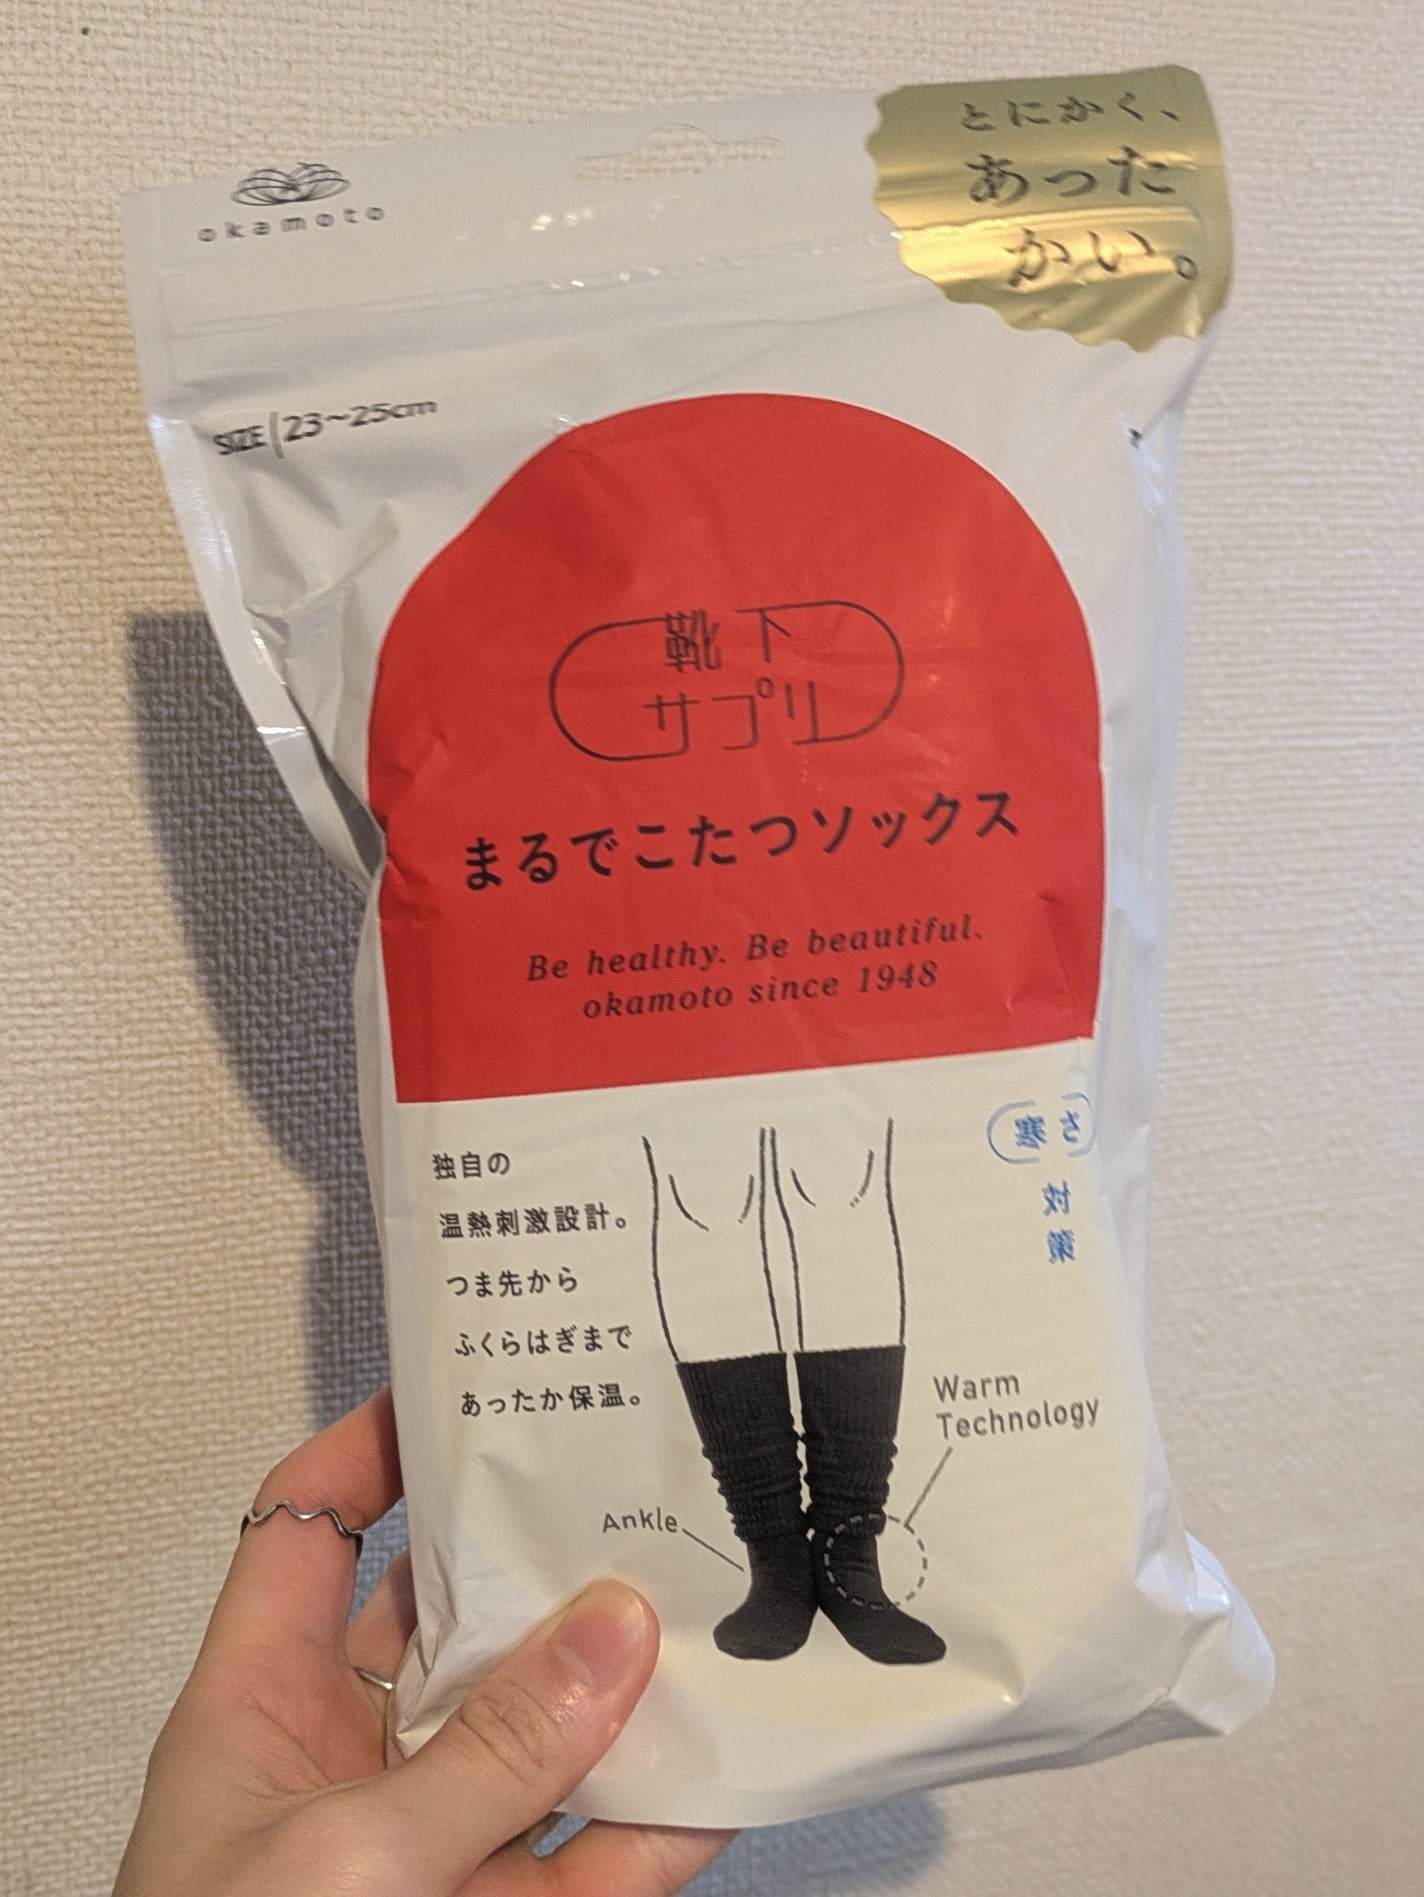 okamoto
とにかく、
あった
かい。
SIZE|23~25cm
靴下
サプリ
まるでこたつソックス
Be healthy. Be beautiful.
okamoto since 1948
独自の
温熱刺激設計。
つま先から
ふくらはぎまで
あったか保温。
寒さ
対
策
Warm
Technology
Ankle